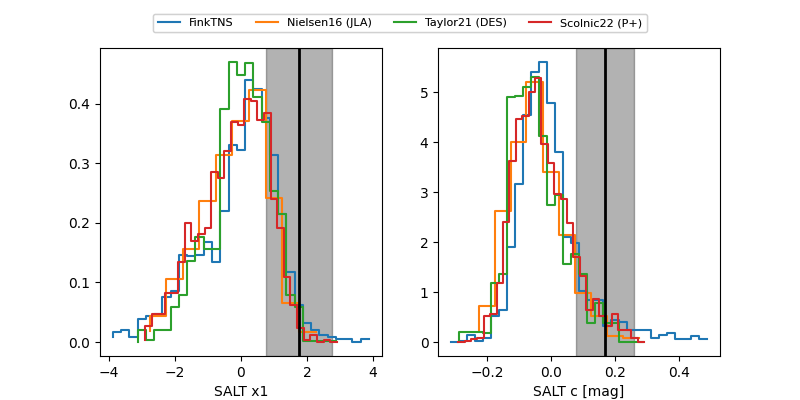 FinkTNS Nielsen16 (JLA) Taylor21 (DES) Scolnic22 (P+)
0.4
0.3
0.2
0.1
0.0
−4 −2 0 2 4
SALT x1
5
4
3
2
1
0
−0.2 0.0 0.2 0.4
SALT c [mag]